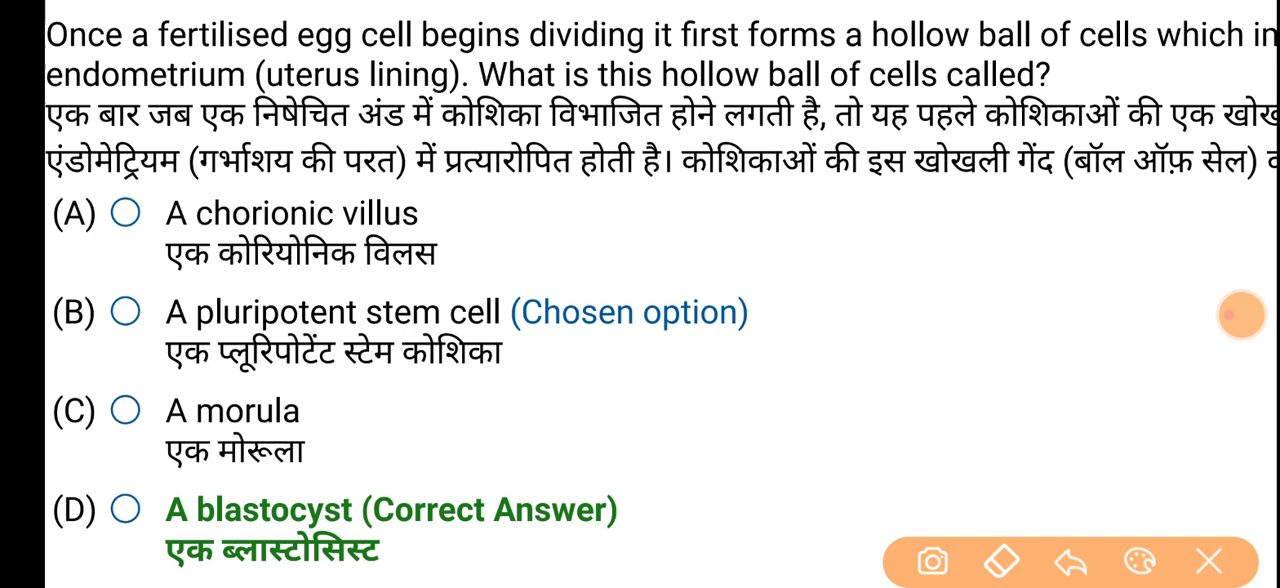 Once a fertilised egg cell begins dividing it first forms a hollow ball of cells which in
endometrium (uterus lining). What is this hollow ball of cells called?
एक बार जब एक निषेचित अंड में कोशिका विभाजित होने लगती है, तो यह पहले कोशिकाओं की एक
एंडोमेट्रियम (गर्भाशय की परत) में प्रत्यारोपित होती है। कोशिकाओं की इस खोखली गेंद (बॉल ऑफ़ सेल)
(A) A chorionic villus
एक कोरियोनिक विलस
(B) A pluripotent stem cell (Chosen option)
एक प्लूरिपोटेंट स्टेम कोशिका
(C) A morula
एक मोरूला
(D) A blastocyst (Correct Answer)
एक ब्लास्टोसिस्ट